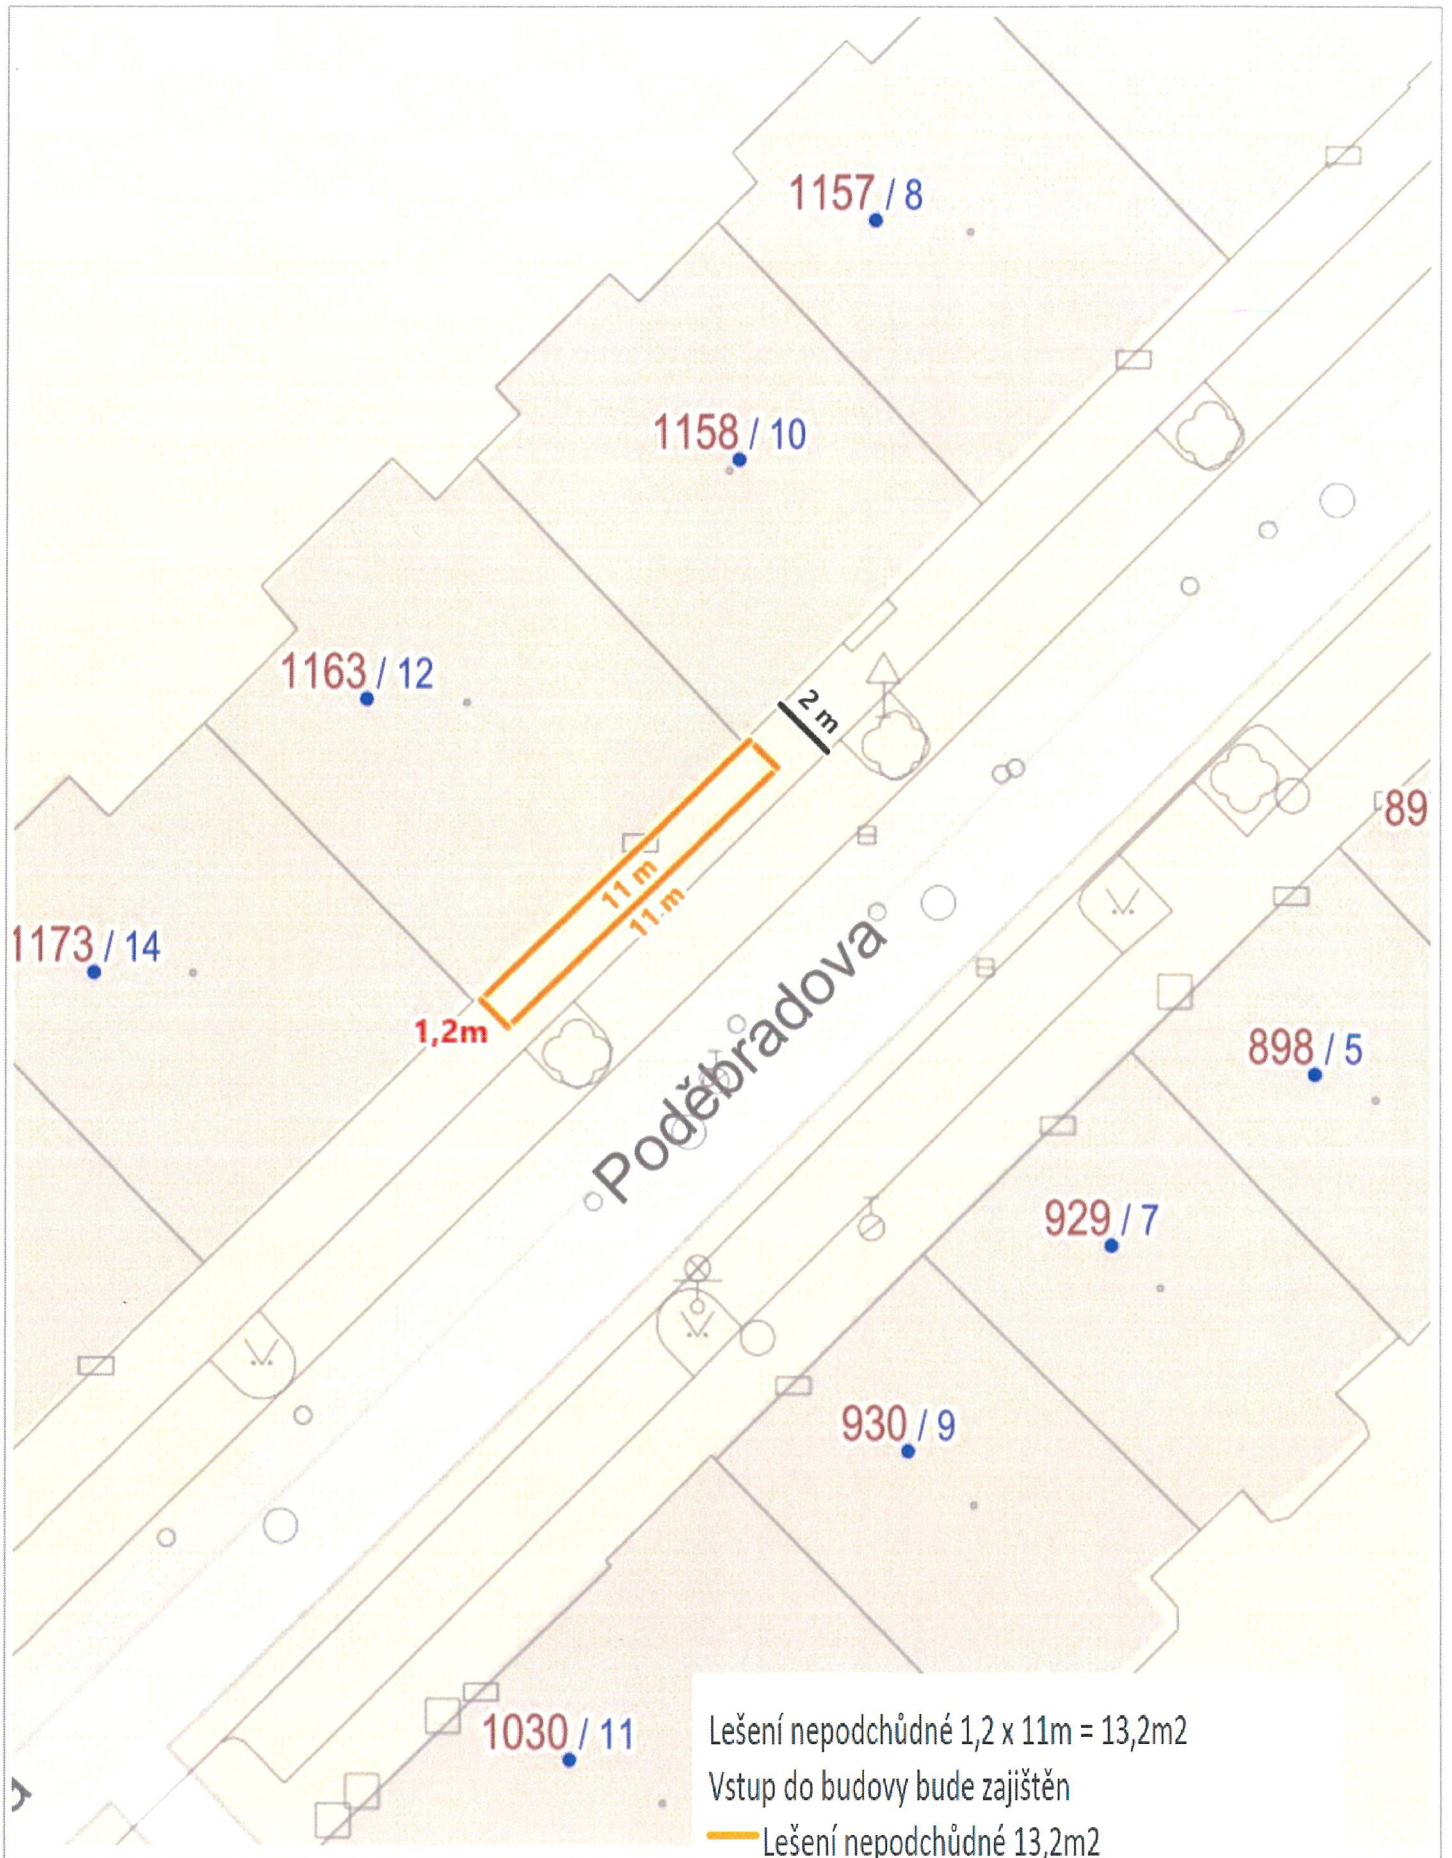 1157 / 8
1158 / 10
1163 / 12
2 m
89
11 m
11 m
1173 / 14
1,2m
Poděbradova
898 / 5
929 / 7
930 / 9
1030 / 11
Lešení nepodchůdné 1,2 x 11m = 13,2m2
Vstup do budovy bude zajištěn
Lešení nepodchůdné 13,2m2